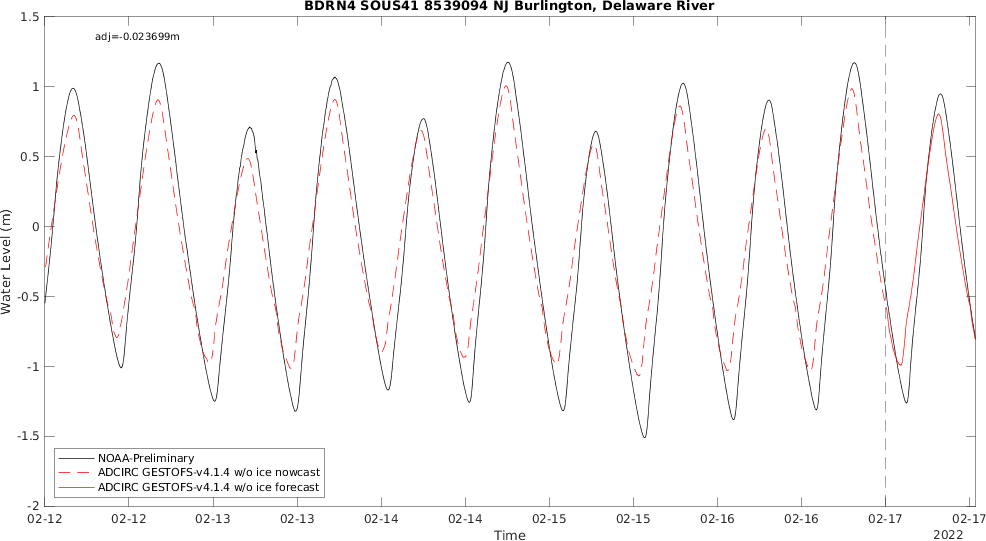 BDRN4 SOUS41 8539094 NJ Burlington, Delaware River
adj=-0.023699m
1.5
1
0.5
0
-0.5
-1
-1.5
-2
Water Level (m)
NOAA-Preliminary
ADCIRC GESTOFS-v4.1.4 w/o ice nowcast
ADCIRC GESTOFS-v4.1.4 w/o ice forecast
02-12 02-12 02-13 02-13 02-14 02-14 02-15 02-15 02-16 02-16 02-17 02-17
Time
2022